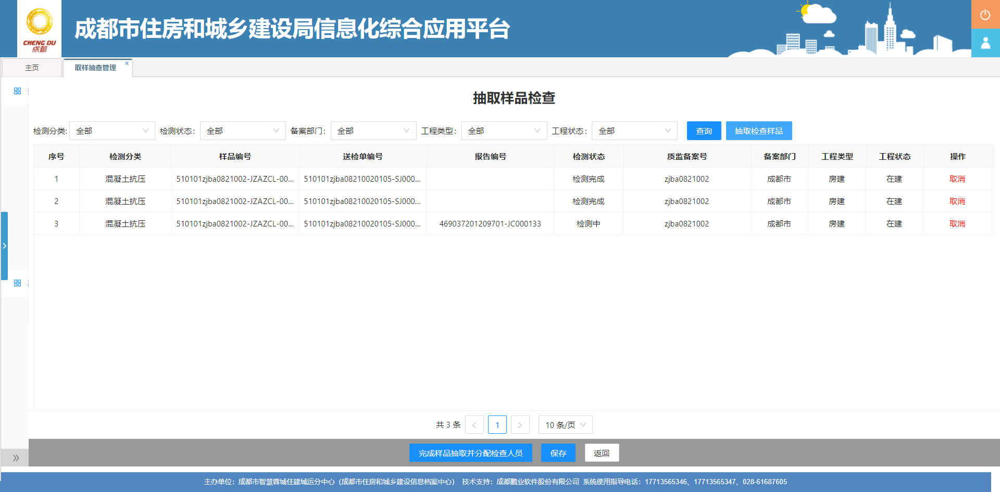 CHENG DU
成都
成都市住房和城乡建设局信息化综合应用平台
主页 取样抽查管理
抽取样品检查
检测分类: 全部 检测状态: 全部 备案部门: 全部 工程类型: 全部 工程状态: 全部 查询 抽取检查样品
序号 检测分类 样品编号 送检单编号 报告编号 检测状态 质监备案号 备案部门 工程类型 工程状态 操作
1 混凝土抗压 510101zjba0821002-JZAZCL-00... 510101zjba08210020105-SJ000... 检测完成 zjba0821002 成都市 房建 在建 取消
2 混凝土抗压 510101zjba0821002-JZAZCL-00... 510101zjba08210020105-SJ000... 检测完成 zjba0821002 成都市 房建 在建 取消
3 混凝土抗压 510101zjba0821002-JZAZCL-00... 510101zjba08210020105-SJ000... 469037201209701-JC000133 检测中 zjba0821002 成都市 房建 在建 取消
共 3 条 < 1 > 10 条/页
完成样品抽取并分配检查人员 保存 返回
主办单位：成都市智慧蓉城住建城运分中心（成都市住房和城乡建设信息档案中心） 技术支持：成都鹏业软件股份有限公司 系统使用指导电话：17713565346、17713565347、028-61687605